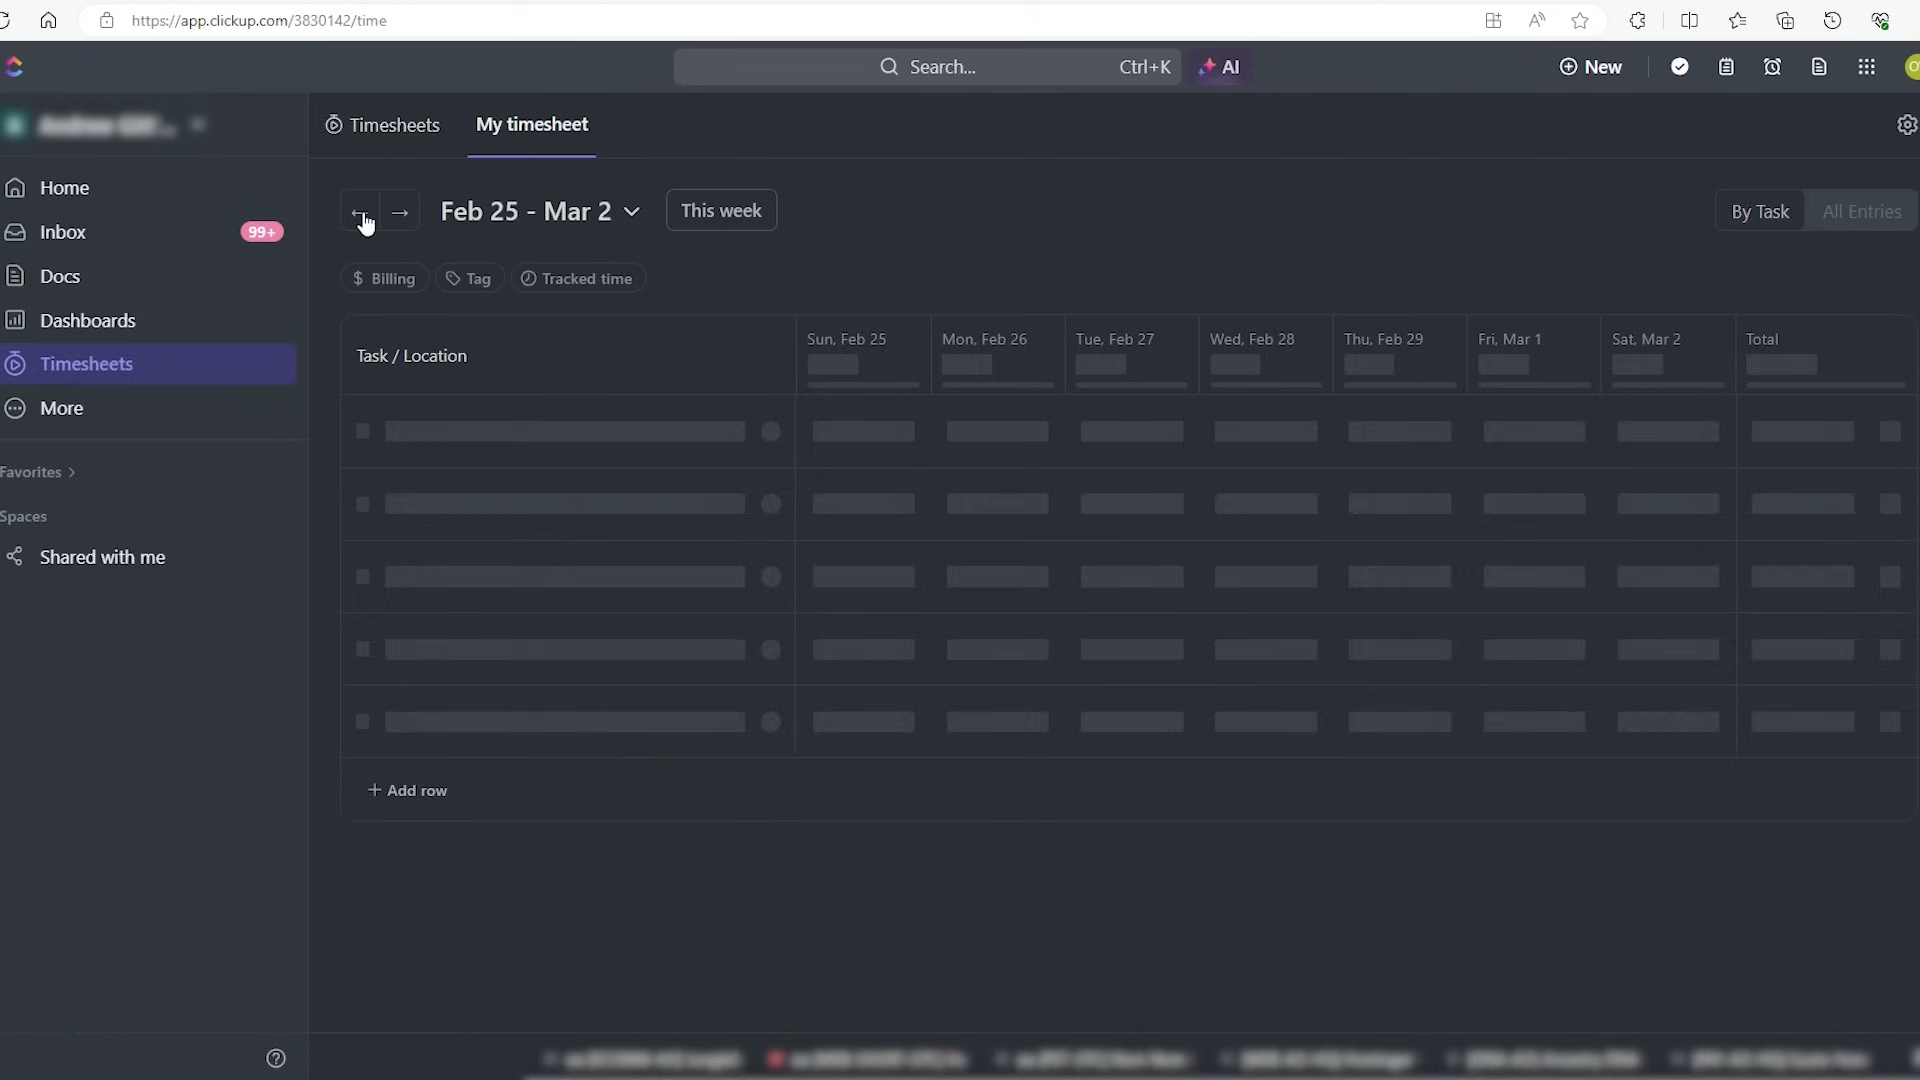 https://app.clickup.com/3830142/time
Search...
Ctrl+K
AI
New
Timesheets
My timesheet
Home
Inbox
99+
Docs
Dashboards
Timesheets
More
Favorites
Spaces
Shared with me
Feb 25 - Mar 2
This week
By Task
All Entries
$ Billing
Tag
Tracked time
Task / Location
Sun, Feb 25
Mon, Feb 26
Tue, Feb 27
Wed, Feb 28
Thu, Feb 29
Fri, Mar 1
Sat, Mar 2
Total
+ Add row